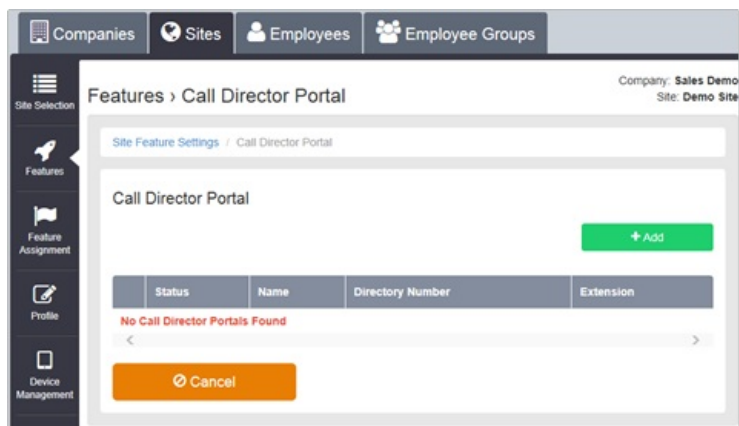 Companies
Sites
Employees
Employee Groups
Site Selection
Features
Feature
Assignment
Profile
Device
Management
Features › Call Director Portal
Company: Sales Demo
Site: Demo Site
Site Feature Settings / Call Director Portal
Call Director Portal
+ Add
Status Name Directory Number Extension
No Call Director Portals Found
Cancel